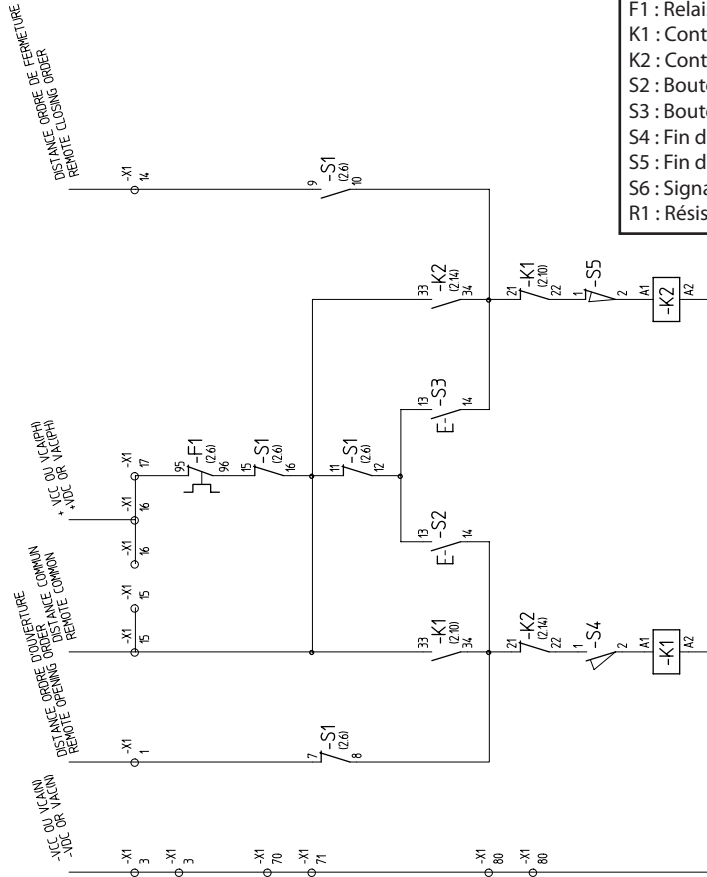 DISTANCE ORDRE DE FERMETURE
REMOTE CLOSING ORDER
+ VCC OU VCA(PH)
+VDC OR VAC(PH)
DISTANCE COMMUN
REMOTE COMMON
DISTANCE ORDRE D'OUVERTURE
REMOTE OPENING ORDER
-VCC OU VCA(N)
-VDC OR VAC(N)
F1 : Relais
K1 : Cont
K2 : Cont
S2 : Bout
S3 : Bout
S4 : Fin d
S5 : Fin d
S6 : Signa
R1 : Résis
-X1
3
-X1
3
-X1
70
-X1
71
-X1
80
-X1
80
-X1
1
-X1
15
-X1
15
-X1
16
-X1
16
-X1
17
-X1
14
95
-F1
(2.6)
96
15
-S1
(2.6)
16
11
-S1
(2.6)
12
7
-S1
(2.6)
8
9
-S1
(2.6)
10
33
-K1
(2.10)
34
13
E-
-S2
14
13
E-
-S3
14
33
-K2
(2.14)
34
21
-K2
(2.14)
22
1
-S4
2
A1
-K1
A2
21
-K1
(2.10)
22
1
-S5
2
A1
-K2
A2